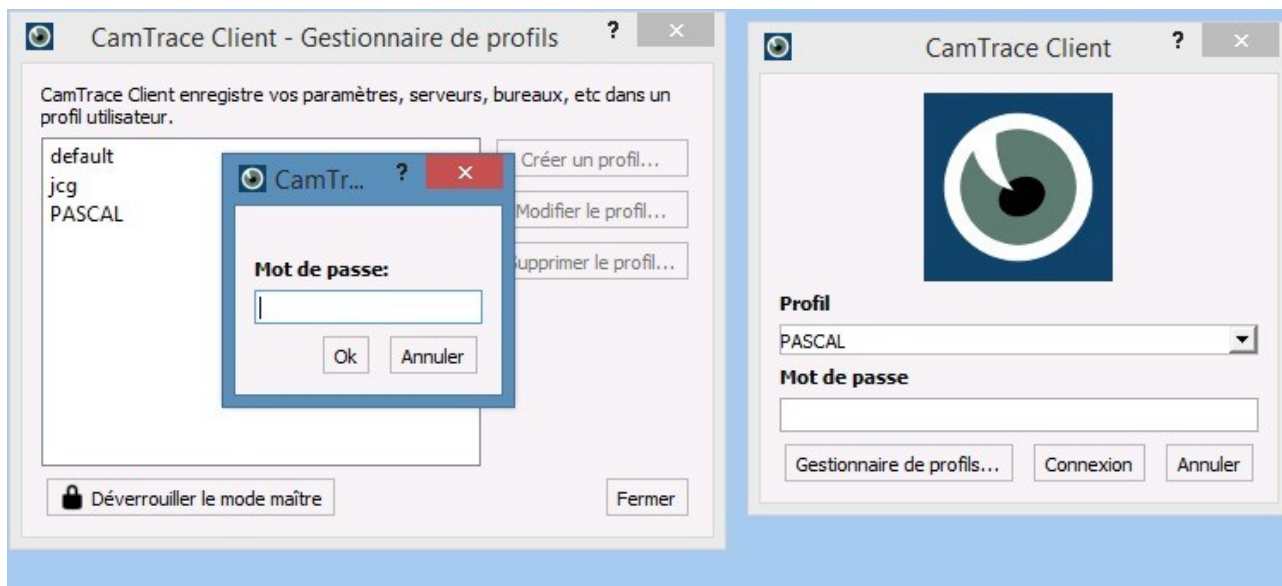 CamTrace Client - Gestionnaire de profils ? ×
CamTrace Client enregistre vos paramètres, serveurs, bureaux, etc dans un
profil utilisateur.
default
jcg
PASCAL
Créer un profil...
Modifier le profil...
upprimer le profil...
CamTr... ? ×
Mot de passe:
Ok Annuler
Déverrouiller le mode maître
Fermer
CamTrace Client ? ×
Profil
PASCAL
Mot de passe
Gestionnaire de profils... Connexion Annuler